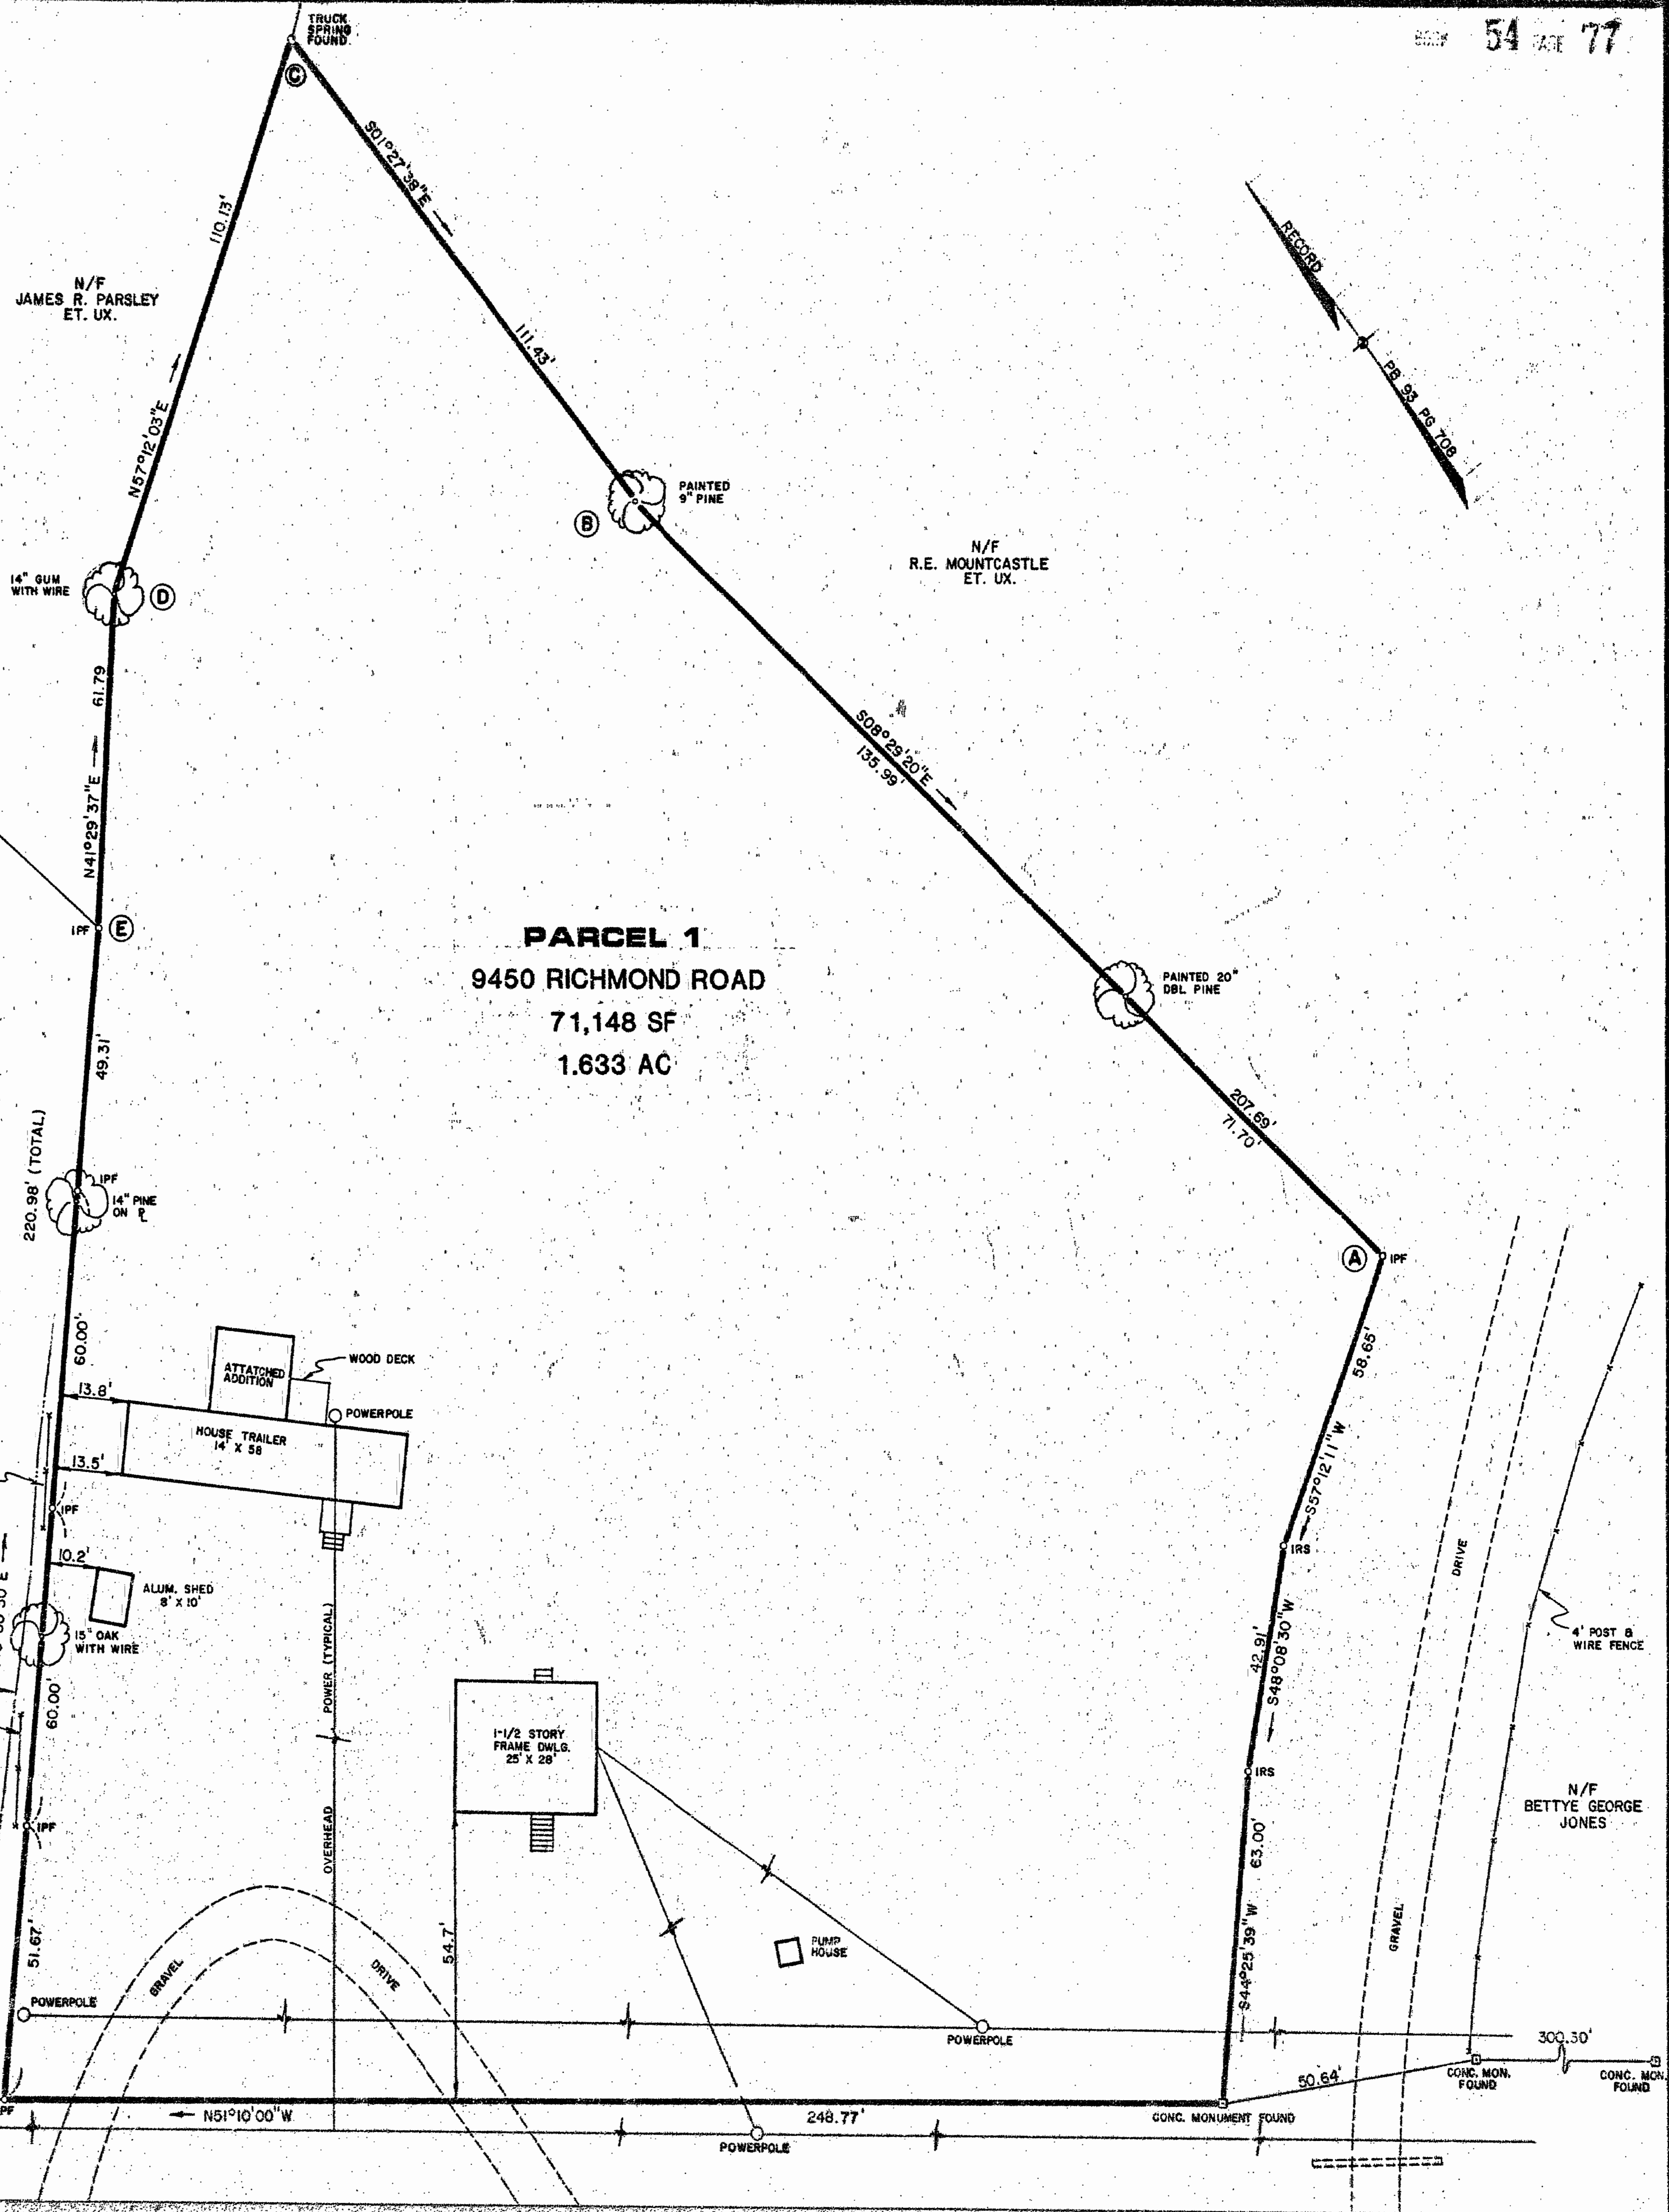 54 PAGE 77
TRUCK
SPRING
FOUND.
C
S01°27'38"E
110.13'
N/F
JAMES R. PARSLEY
ET. UX.
RECORD
PB 93 PG 708
111.43'
N57°12'03"E
PAINTED
9" PINE
B
N/F
R.E. MOUNTCASTLE
ET. UX.
14" GUM
WITH WIRE
D
61.79
N41°29'37"E
S08°29'20"E
135.99'
IPF
E
PARCEL 1
9450 RICHMOND ROAD
71,148 SF
1.633 AC
PAINTED 20"
DBL PINE
49.31'
207.69'
71.70'
220.98' (TOTAL)
IPF
14" PINE
ON PL
A
IPF
60.00'
58.65'
ATTATCHED
ADDITION
WOOD DECK
13.8'
POWERPOLE
HOUSE TRAILER
14' X 58
13.5'
S57°12'11"W
IPF
IRS
DRIVE
10.2'
ALUM. SHED
8' X 10'
15" OAK
WITH WIRE
POWER (TYPICAL)
42.91'
S48°08'30"W
4' POST &
WIRE FENCE
60.00'
1-1/2 STORY
FRAME DWLG.
25' X 28'
IRS
N/F
BETTYE GEORGE
JONES
IPF
OVERHEAD
63.00'
51.67'
GRAVEL
DRIVE
54.7'
PUMP
HOUSE
S44°25'39"W
GRAVEL
POWERPOLE
POWERPOLE
300.30'
50.64'
CONC. MON.
FOUND
CONC. MON.
FOUND
N51°10'00"W
248.77'
CONC. MONUMENT FOUND
POWERPOLE